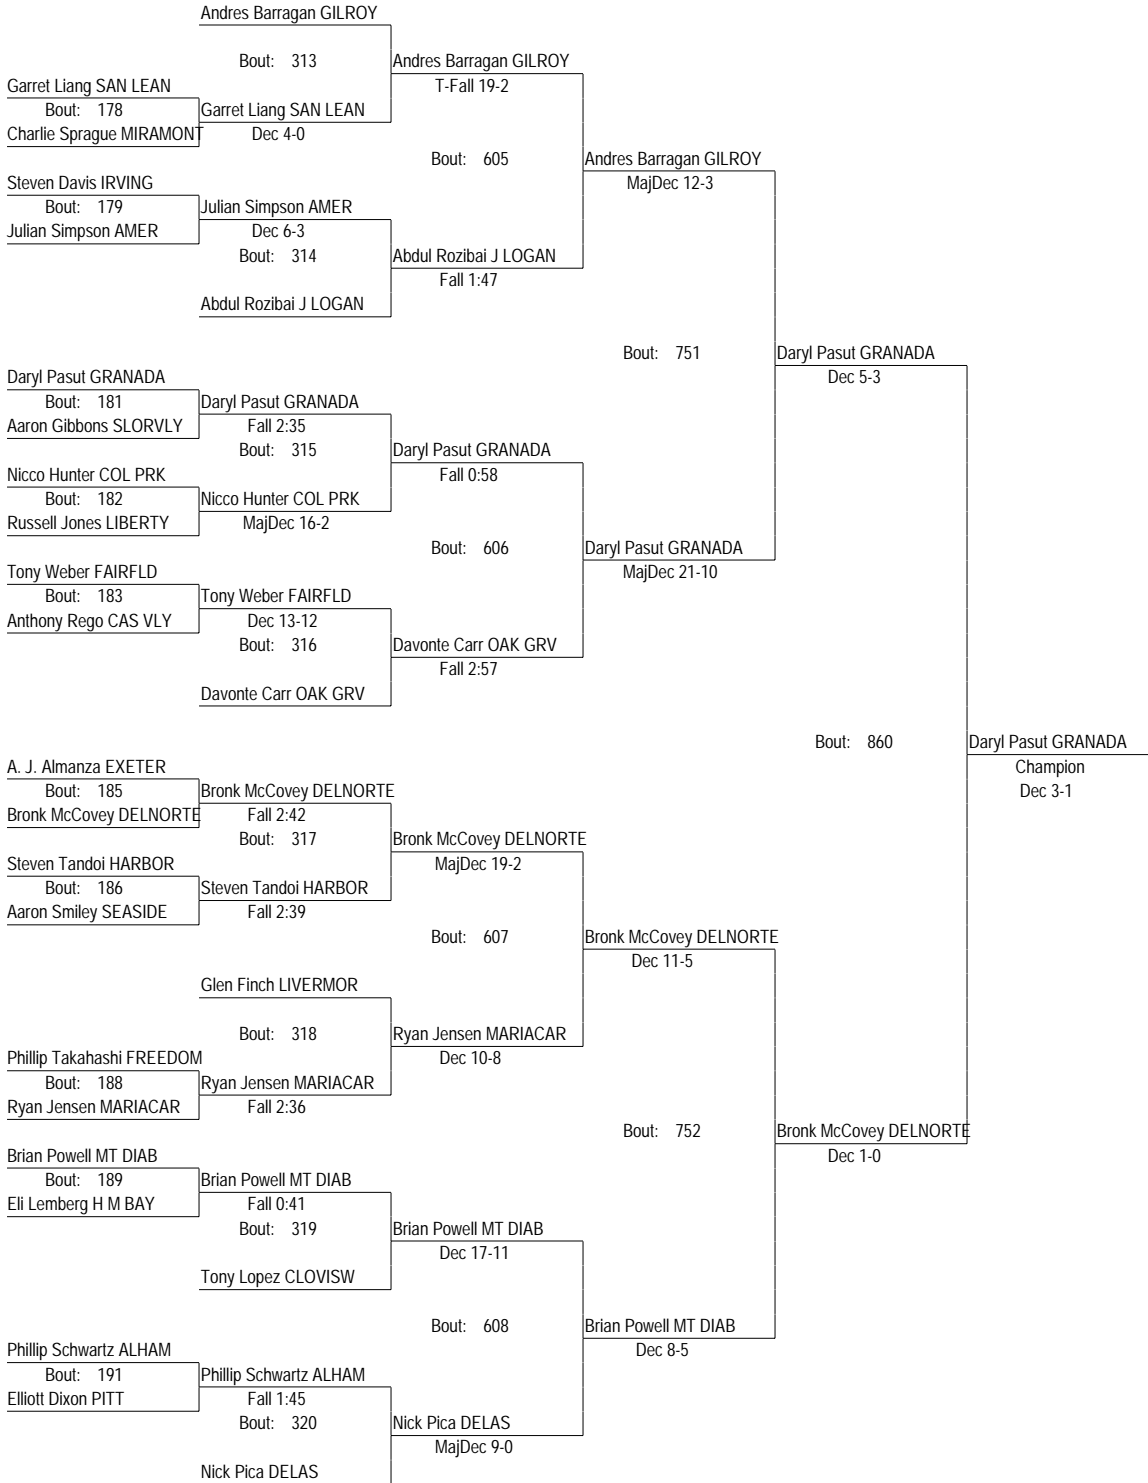 Andres Barragan GILROY
Bout: 313
Andres Barragan GILROY
Garret Liang SAN LEAN
T-Fall 19-2
Bout: 178
Garret Liang SAN LEAN
Charlie Sprague MIRAMONT
Dec 4-0
Bout: 605
Andres Barragan GILROY
Steven Davis IRVING
MajDec 12-3
Bout: 179
Julian Simpson AMER
Julian Simpson AMER
Dec 6-3
Bout: 314
Abdul Rozibai J LOGAN
Fall 1:47
Abdul Rozibai J LOGAN
Bout: 751
Daryl Pasut GRANADA
Daryl Pasut GRANADA
Dec 5-3
Bout: 181
Daryl Pasut GRANADA
Aaron Gibbons SLORVLY
Fall 2:35
Bout: 315
Daryl Pasut GRANADA
Nicco Hunter COL PRK
Fall 0:58
Bout: 182
Nicco Hunter COL PRK
Russell Jones LIBERTY
MajDec 16-2
Bout: 606
Daryl Pasut GRANADA
Tony Weber FAIRFLD
MajDec 21-10
Bout: 183
Tony Weber FAIRFLD
Anthony Rego CAS VLY
Dec 13-12
Bout: 316
Davonte Carr OAK GRV
Fall 2:57
Davonte Carr OAK GRV
Bout: 860
Daryl Pasut GRANADA
A. J. Almanza EXETER
Champion
Bout: 185
Bronk McCovey DELNORTE
Dec 3-1
Bronk McCovey DELNORTE
Fall 2:42
Bout: 317
Bronk McCovey DELNORTE
Steven Tandoi HARBOR
MajDec 19-2
Bout: 186
Steven Tandoi HARBOR
Aaron Smiley SEASIDE
Fall 2:39
Bout: 607
Bronk McCovey DELNORTE
Dec 11-5
Glen Finch LIVERMOR
Bout: 318
Ryan Jensen MARIACAR
Phillip Takahashi FREEDOM
Dec 10-8
Bout: 188
Ryan Jensen MARIACAR
Ryan Jensen MARIACAR
Fall 2:36
Bout: 752
Bronk McCovey DELNORTE
Brian Powell MT DIAB
Dec 1-0
Bout: 189
Brian Powell MT DIAB
Eli Lemberg H M BAY
Fall 0:41
Bout: 319
Brian Powell MT DIAB
Dec 17-11
Tony Lopez CLOVISW
Bout: 608
Brian Powell MT DIAB
Phillip Schwartz ALHAM
Dec 8-5
Bout: 191
Phillip Schwartz ALHAM
Elliott Dixon PITT
Fall 1:45
Bout: 320
Nick Pica DELAS
MajDec 9-0
Nick Pica DELAS